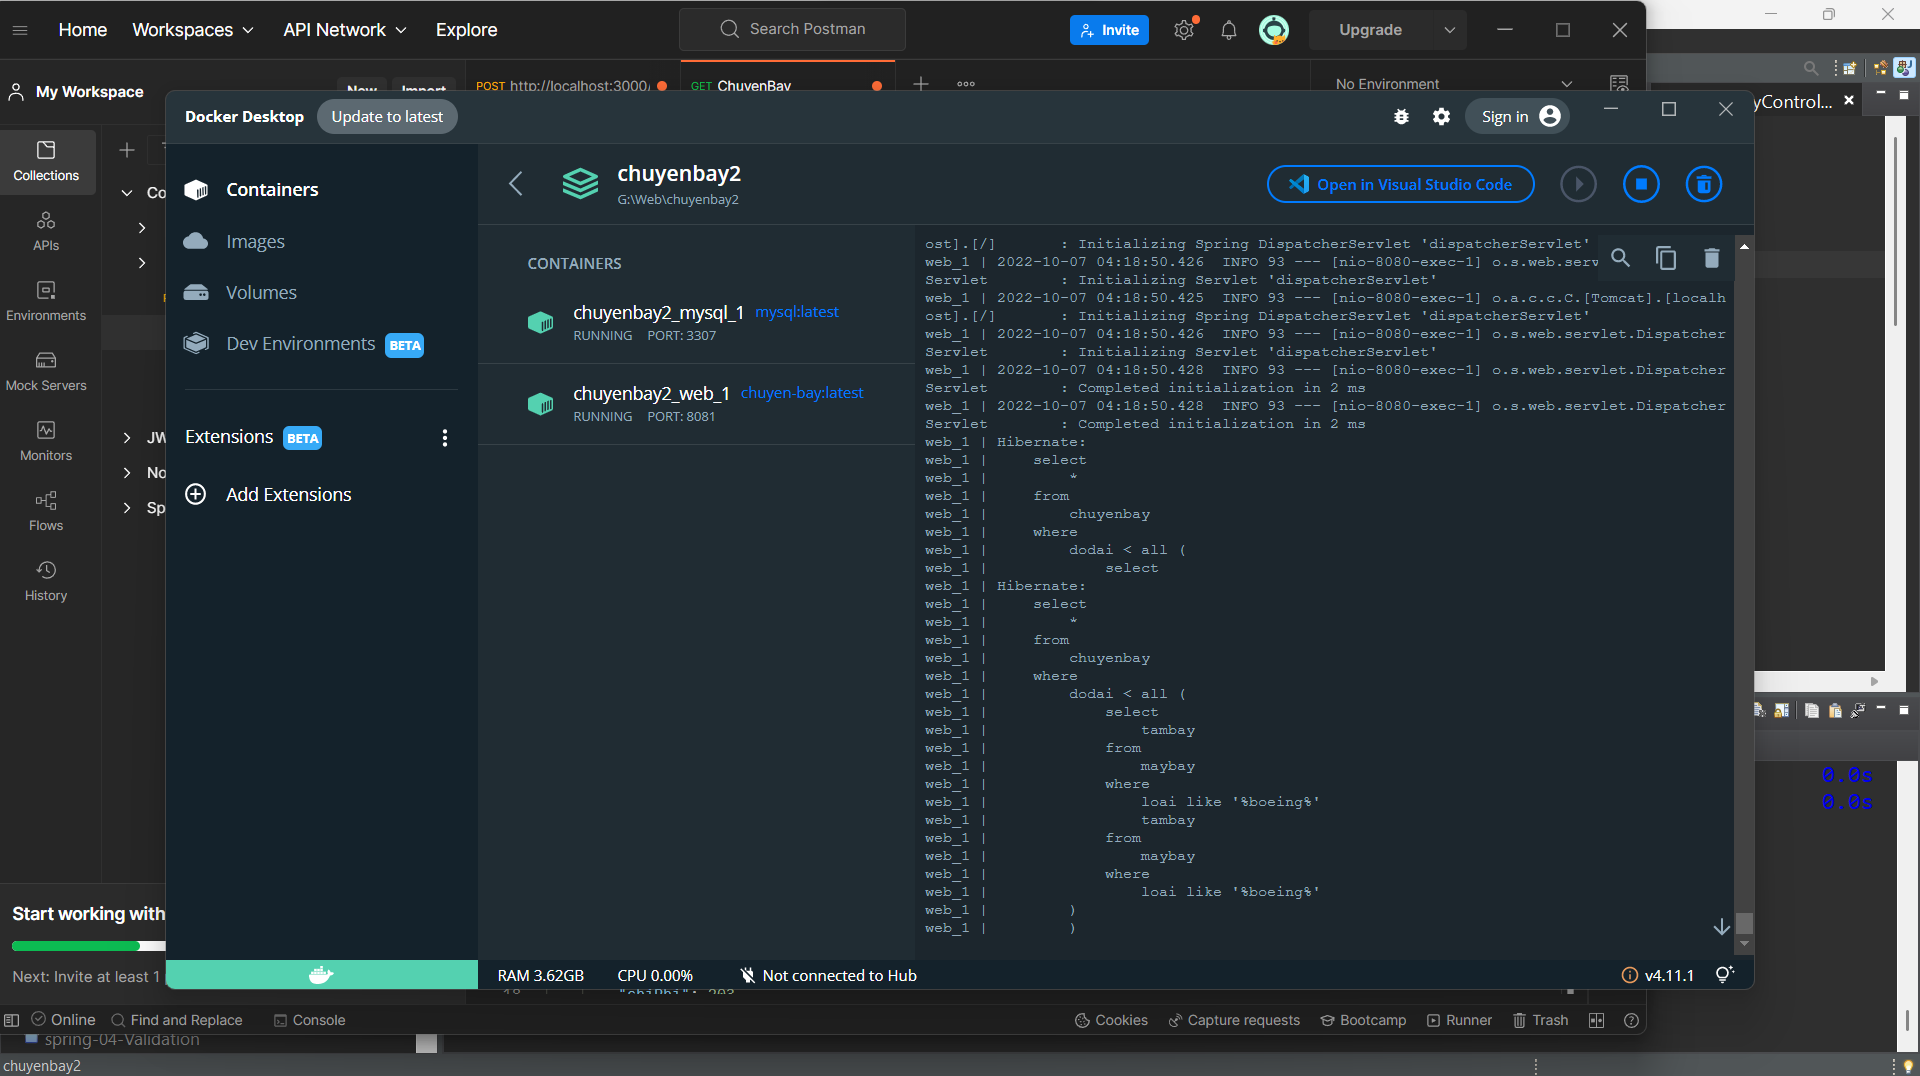 Home
Workspaces
API Network
Explore
Search Postman
Invite
Upgrade
My Workspace
New
Import
POST http://localhost:3000/
GET ChuyenBay
No Environment
yControl...
Docker Desktop
Update to latest
Sign in
Collections
APIs
Environments
Mock Servers
Monitors
Flows
History
Co
JW
No
Sp
Containers
Images
Volumes
Dev Environments BETA
Extensions BETA
Add Extensions
chuyenbay2
G:\Web\chuyenbay2
Open in Visual Studio Code
CONTAINERS
chuyenbay2_mysql_1 mysql:latest
RUNNING PORT: 3307
chuyenbay2_web_1 chuyen-bay:latest
RUNNING PORT: 8081
ost].[/]       : Initializing Spring DispatcherServlet 'dispatcherServlet'
web_1 | 2022-10-07 04:18:50.426  INFO 93 --- [nio-8080-exec-1] o.s.web.serv
Servlet        : Initializing Servlet 'dispatcherServlet'
web_1 | 2022-10-07 04:18:50.425  INFO 93 --- [nio-8080-exec-1] o.a.c.c.C.[Tomcat].[localh
ost].[/]       : Initializing Spring DispatcherServlet 'dispatcherServlet'
web_1 | 2022-10-07 04:18:50.426  INFO 93 --- [nio-8080-exec-1] o.s.web.servlet.Dispatcher
Servlet        : Initializing Servlet 'dispatcherServlet'
web_1 | 2022-10-07 04:18:50.428  INFO 93 --- [nio-8080-exec-1] o.s.web.servlet.Dispatcher
Servlet        : Completed initialization in 2 ms
web_1 | 2022-10-07 04:18:50.428  INFO 93 --- [nio-8080-exec-1] o.s.web.servlet.Dispatcher
Servlet        : Completed initialization in 2 ms
web_1 | Hibernate:
web_1 |     select
web_1 |         *
web_1 |     from
web_1 |         chuyenbay
web_1 |     where
web_1 |         dodai < all (
web_1 |             select
web_1 | Hibernate:
web_1 |     select
web_1 |         *
web_1 |     from
web_1 |         chuyenbay
web_1 |     where
web_1 |         dodai < all (
web_1 |             select
web_1 |                 tambay
web_1 |             from
web_1 |                 maybay
web_1 |             where
web_1 |                 loai like '%boeing%'
web_1 |                 tambay
web_1 |             from
web_1 |                 maybay
web_1 |             where
web_1 |                 loai like '%boeing%'
web_1 |         )
web_1 |         )
0.0s
0.0s
Start working with
Next: Invite at least 1
RAM 3.62GB
CPU 0.00%
Not connected to Hub
v4.11.1
18 "chiPhi": 203
Online
Find and Replace
Console
Cookies
Capture requests
Bootcamp
Runner
Trash
spring-04-Validation
chuyenbay2